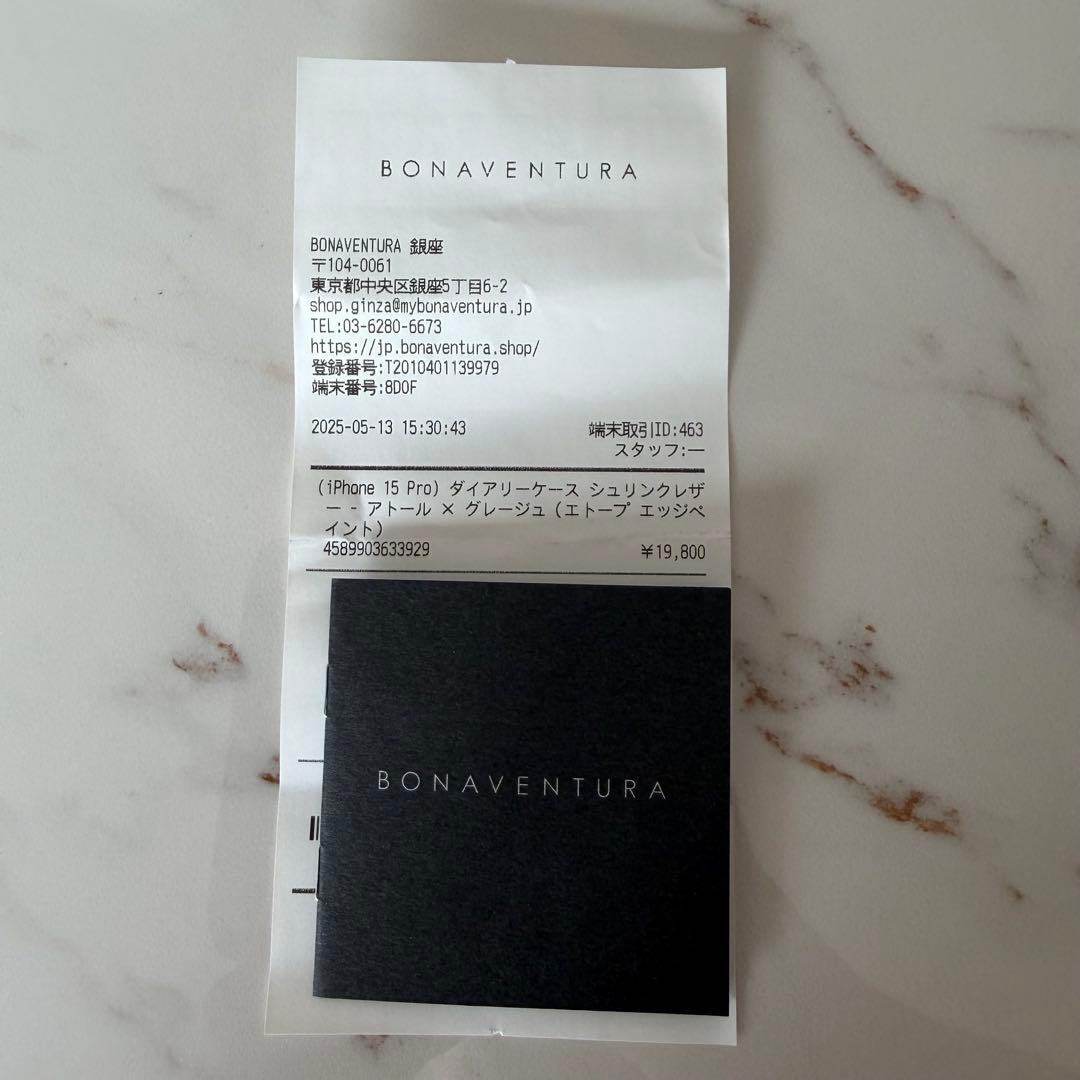 BONAVENTURA
BONAVENTURA 銀座
〒104-0061
東京都中央区銀座5丁目6-2
shop.ginza@mybonaventura.jp
TEL:03-6280-6673
https://jp.bonaventura.shop/
登録番号:T2010401139979
端末番号:8D0F
2025-05-13 15:30:43 端末取引ID:463
スタッフ:―
(iPhone 15 Pro) ダイアリーケース シュリンクレザ
ー - アトール × グレージュ (エトープ エッジペ
イント)
4589903633929 ¥19,800
BONAVENTURA